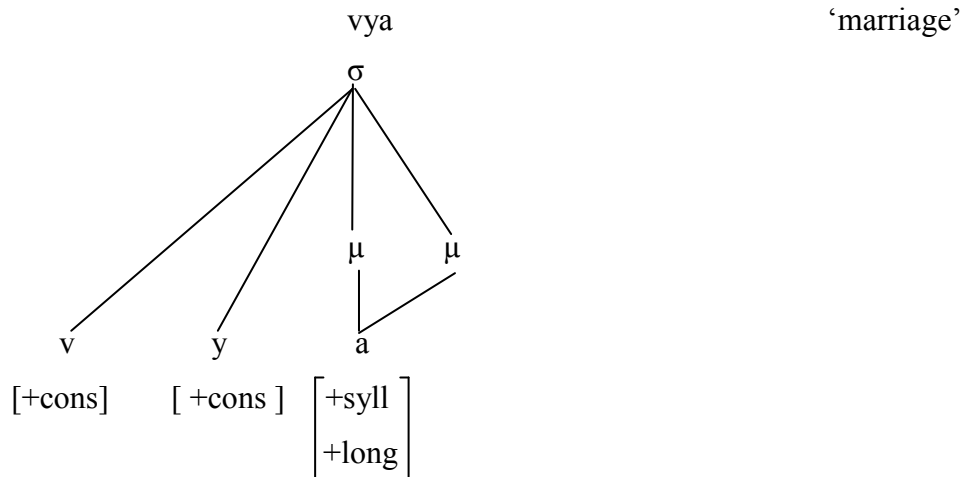 vya ‘marriage’
σ
μ μ
v y a
[+cons] [ +cons ] [+syll
+long]